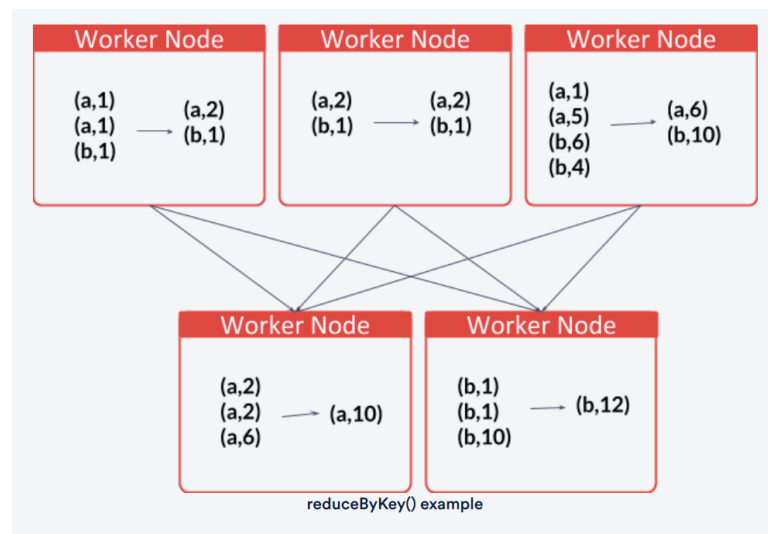 Worker Node
(a,1)
(a,1)
(b,1)
(a,2)
(b,1)
Worker Node
(a,2)
(b,1)
(a,2)
(b,1)
Worker Node
(a,1)
(a,5)
(b,6)
(b,4)
(a,6)
(b,10)
Worker Node
(a,2)
(a,2)
(a,6)
(a,10)
Worker Node
(b,1)
(b,1)
(b,10)
(b,12)
reduceByKey() example